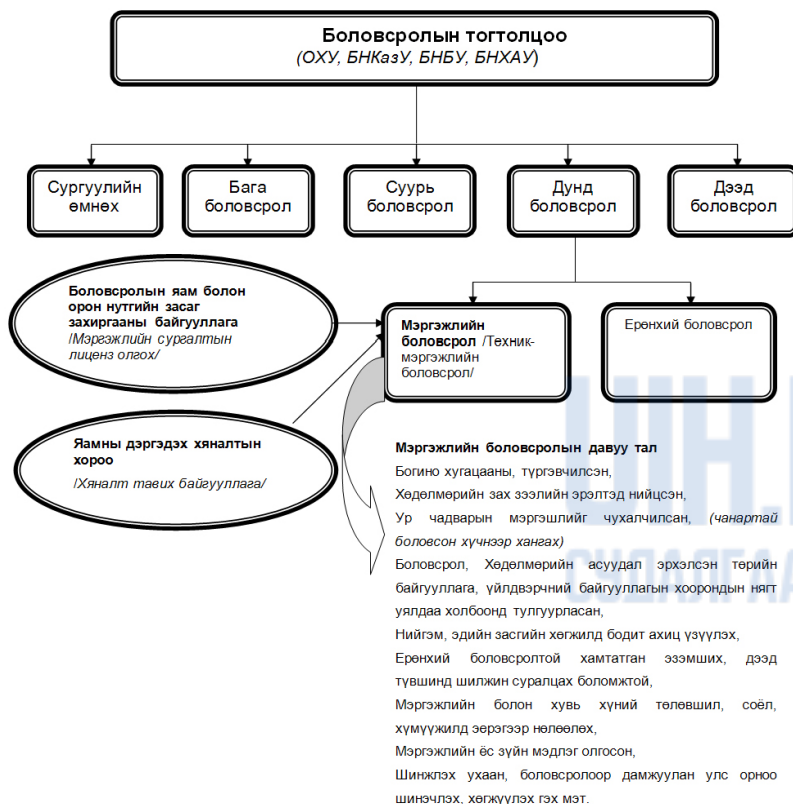 Боловсролын тогтолцоо
(ОХУ, БНКазУ, БНБУ, БНХАУ)
Сургуулийн
өмнөх
Бага
боловсрол
Суурь
боловсрол
Дунд
боловсрол
Дээд
боловсрол
Боловсролын яам болон
орон нутгийн засаг
захиргааны байгууллага
/Мэргэжлийн сургалтын
лиценз олгох/
Мэргэжлийн
боловсрол /Техник-
мэргэжлийн
боловсрол/
Ерөнхий боловсрол
Яамны дэргэдэх хяналтын
хороо
/Хяналт тавих байгууллага/
Мэргэжлийн боловсролын давуу тал
Богино хугацааны, түргэвчилсэн,
Хөдөлмөрийн зах зээлийн эрэлтэд нийцсэн,
Ур чадварын мэргэшлийг чухалчилсан, (чанартай
боловсон хүчнээр хангах)
Боловсрол, Хөдөлмөрийн асуудал эрхэлсэн төрийн
байгууллага, үйлдвэрчний байгууллагын хоорондын нягт
уялдаа холбоонд тулгуурласан,
Нийгэм, эдийн засгийн хөгжилд бодит ахиц үзүүлэх,
Ерөнхий боловсролтой хамтатган эзэмших, дээд
түвшинд шилжин суралцах боломжтой,
Мэргэжлийн болон хувь хүний төлөвшил, соёл,
хүмүүжилд эерэгээр нөлөөлөх,
Мэргэжлийн ёс зүйн мэдлэг олгосон,
Шинжлэх ухаан, боловсролоор дамжуулан улс орноо
шинэчлэх, хөгжүүлэх гэх мэт.